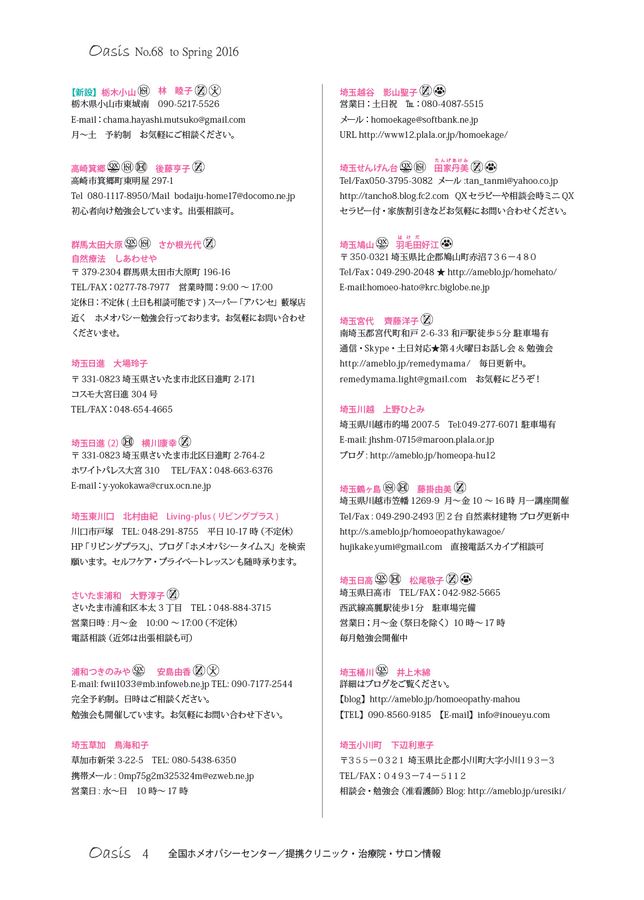 Oasis No.68 to Spring 2016
【新設】栃木小山 林 睦子
栃木県小山市東城南 090-5217-5526
E-mail：chama.hayashi.mutsuko@gmail.com
月〜土 予約制 お気軽にご相談ください。
高崎箕郷 後藤亨子
高崎市箕郷町東明屋 297-1
Tel 080-1117-8950/Mail bodaiju-home17@docomo.ne.jp
初心者向け勉強会しています。出張相談可。
群馬太田大原 さか根光代
自然療法 しあわせや
〒379-2304 群馬県太田市大原町 196-16
TEL/FAX：0277-78-7977 営業時間：9:00 〜 17:00
定休日：不定休 ( 土日も相談可能です ) スーパー「アバンセ」藪塚店
近く ホメオパシー勉強会行っております。お気軽にお問い合わせ
くださいませ。
埼玉日進 大場玲子
〒331-0823 埼玉県さいたま市北区日進町 2-171
コスモ大宮日進 304 号
TEL/FAX：048-654-4665
埼玉日進（2） 横川康幸
〒331-0823 埼玉県さいたま市北区日進町 2-764-2
ホワイトパレス大宮 310 TEL/FAX：048-663-6376
E-mail：y-yokokawa@crux.ocn.ne.jp
埼玉東川口 北村由紀 Living-plus ( リビングプラス )
川口市戸塚 TEL: 048-291-8755 平日 10-17 時（不定休）
HP「リビングプラス」、ブログ「ホメオパシータイムス」を検索
願います。セルフケア・プライベートレッスンも随時承ります。
さいたま浦和 大野淳子
さいたま市浦和区本太 3 丁目 TEL：048-884-3715
営業日時 : 月〜金 10:00 〜 17:00（不定休）
電話相談（近郊は出張相談も可）
浦和つきのみや 安島由香
E-mail: fwii1033@mb.infoweb.ne.jp TEL: 090-7177-2544
完全予約制。日時はご相談ください。
勉強会も開催しています。お気軽にお問い合わせ下さい。
埼玉草加 鳥海和子
草加市新栄 3-22-5 TEL: 080-5438-6350
携帯メール : 0mp75g2m325324m@ezweb.ne.jp
営業日 : 水〜日 10 時〜 17 時
埼玉越谷 影山聖子
営業日：土日祝 ℡：080-4087-5515
メール：homoekage@softbank.ne.jp
URL http://www12.plala.or.jp/homoekage/
埼玉せんげん台 田家丹美
Tel/Fax050-3795-3082 メール :tan_tanmi@yahoo.co.jp
http://tancho8.blog.fc2.com QX セラピーや相談会時ミニ QX
セラピー付・家族割引きなどお気軽にお問い合わせください。
埼玉鳩山 羽毛田好江
〒350-0321 埼玉県比企郡鳩山町赤沼７３６－４８０
Tel/Fax：049-290-2048 ★ http://ameblo.jp/homehato/
E-mail:homoeo-hato@krc.biglobe.ne.jp
埼玉宮代 齊藤洋子
南埼玉郡宮代町和戸 2-6-33 和戸駅徒歩 5 分 駐車場有
通信・Skype・土日対応★第 4 火曜日お話し会 & 勉強会
http://ameblo.jp/remedymama/ 毎日更新中。
remedymama.light@gmail.com お気軽にどうぞ！
埼玉川越 上野ひとみ
埼玉県川越市的場 2007-5 Tel:049-277-6071 駐車場有
E-mail: jhshm-0715@maroon.plala.or.jp
ブログ : http://ameblo.jp/homeopa-hu12
埼玉鶴ヶ島 藤掛由美
埼玉県川越市笠幡 1269-9 月〜金 10 〜 16 時 月一講座開催
Tel/Fax : 049-290-2493 Ⓟ 2 台 自然素材建物 ブログ更新中
http://s.ameblo.jp/homoeopathykawagoe/
hujikake.yumi@gmail.com 直接電話スカイプ相談可
埼玉日高 松尾敬子
埼玉県日高市 TEL/FAX：042-982-5665
西武線高麗駅徒歩１分 駐車場完備
営業日：月〜金（祭日を除く）10 時〜 17 時
毎月勉強会開催中
埼玉桶川 井上木綿
詳細はブログをご覧ください。
【blog】http://ameblo.jp/homoeopathy-mahou
【TEL】090-8560-9185 【E-mail】info@inoueyu.com
埼玉小川町 下辺利恵子
〒３５５－０３２１ 埼玉県比企郡小川町大字小川１９３－３
TEL/FAX：０４９３－７４－５１１２
相談会・勉強会（准看護師）Blog: http://ameblo.jp/uresiki/
Oasis 4 全国ホメオパシーセンター／提携クリニック・治療院・サロン情報